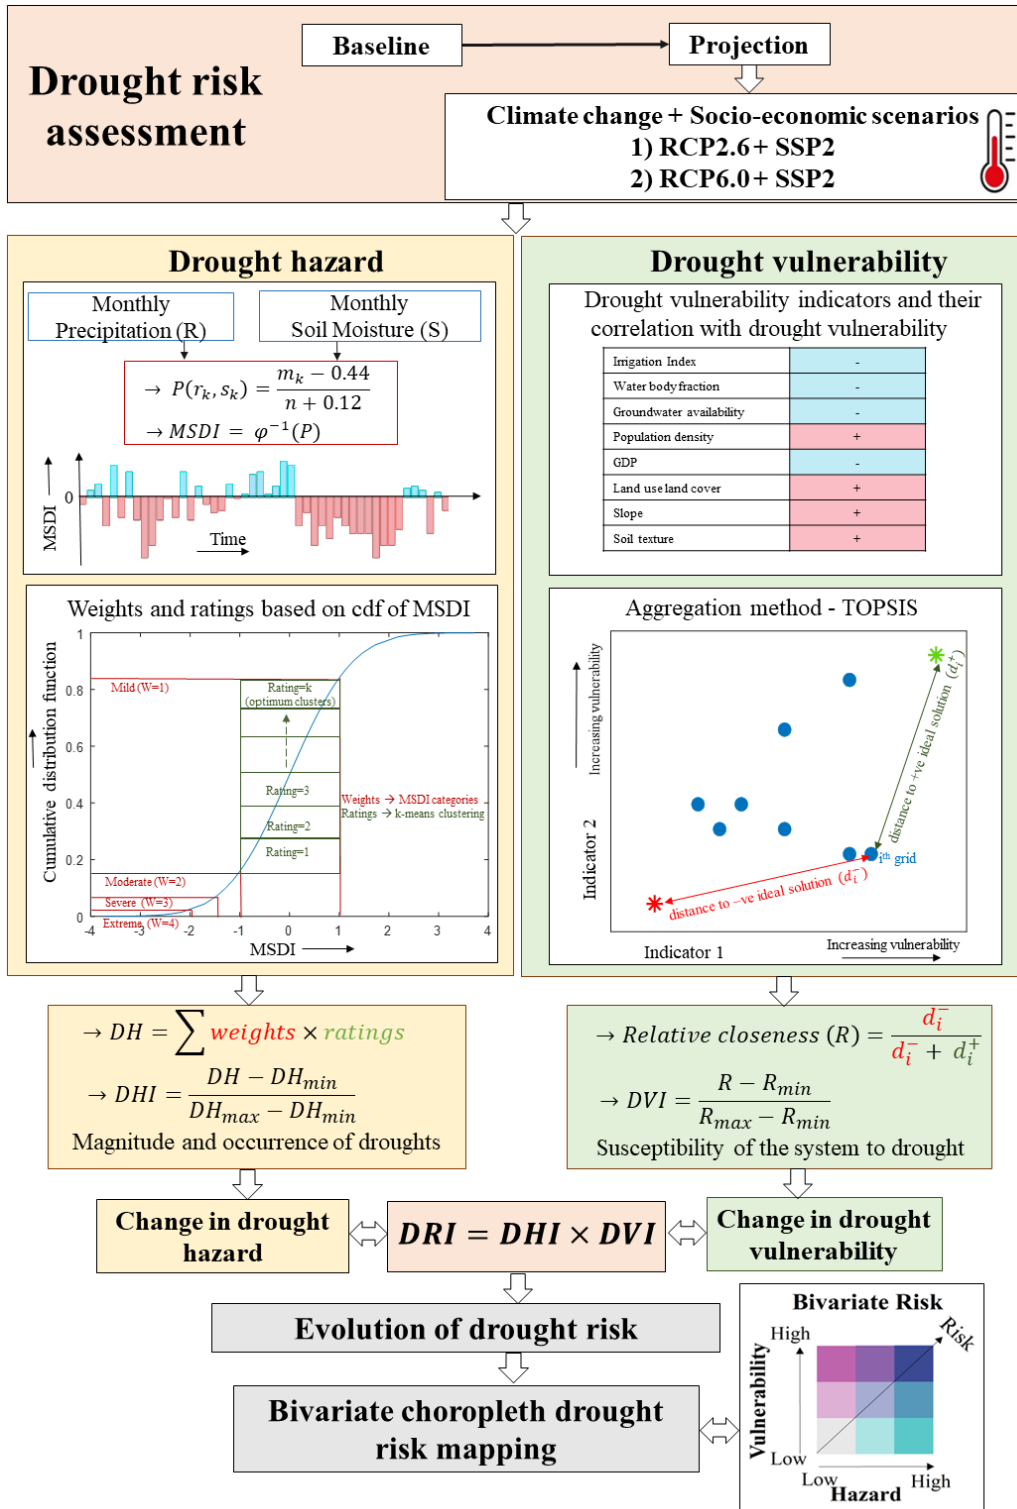 Drought risk
assessment
Baseline
Projection
Climate change + Socio-economic scenarios
1) RCP2.6 + SSP2
2) RCP6.0 + SSP2
Drought hazard
Monthly
Precipitation (R)
Monthly
Soil Moisture (S)
→ P(r_k, s_k) = (m_k − 0.44) / (n + 0.12)
→ MSDI = φ⁻¹(P)
MSDI
0
Time
Weights and ratings based on cdf of MSDI
Cumulative distribution function
1
0.8
0.6
0.4
0.2
0
-4 -3 -2 -1 0 1 2 3 4
MSDI
Mild (W=1)
Moderate (W=2)
Severe (W=3)
Extreme (W=4)
Rating=k
(optimum clusters)
Rating=3
Rating=2
Rating=1
Weights → MSDI categories
Ratings → k-means clustering
Drought vulnerability
Drought vulnerability indicators and their
correlation with drought vulnerability
Irrigation Index -
Water body fraction -
Groundwater availability -
Population density +
GDP -
Land use land cover +
Slope +
Soil texture +
Aggregation method - TOPSIS
Increasing vulnerability
Indicator 2
distance to +ve ideal solution (d_i⁺)
i^th grid
distance to –ve ideal solution (d_i⁻)
Indicator 1
Increasing vulnerability
→ DH = ∑ weights × ratings
→ DHI = (DH − DH_min) / (DH_max − DH_min)
Magnitude and occurrence of droughts
→ Relative closeness (R) = d_i⁻ / (d_i⁻ + d_i⁺)
→ DVI = (R − R_min) / (R_max − R_min)
Susceptibility of the system to drought
Change in drought
hazard
DRI = DHI × DVI
Change in drought
vulnerability
Evolution of drought risk
Bivariate choropleth drought
risk mapping
Bivariate Risk
High
Risk
Vulnerability
Low
Low
High
Hazard